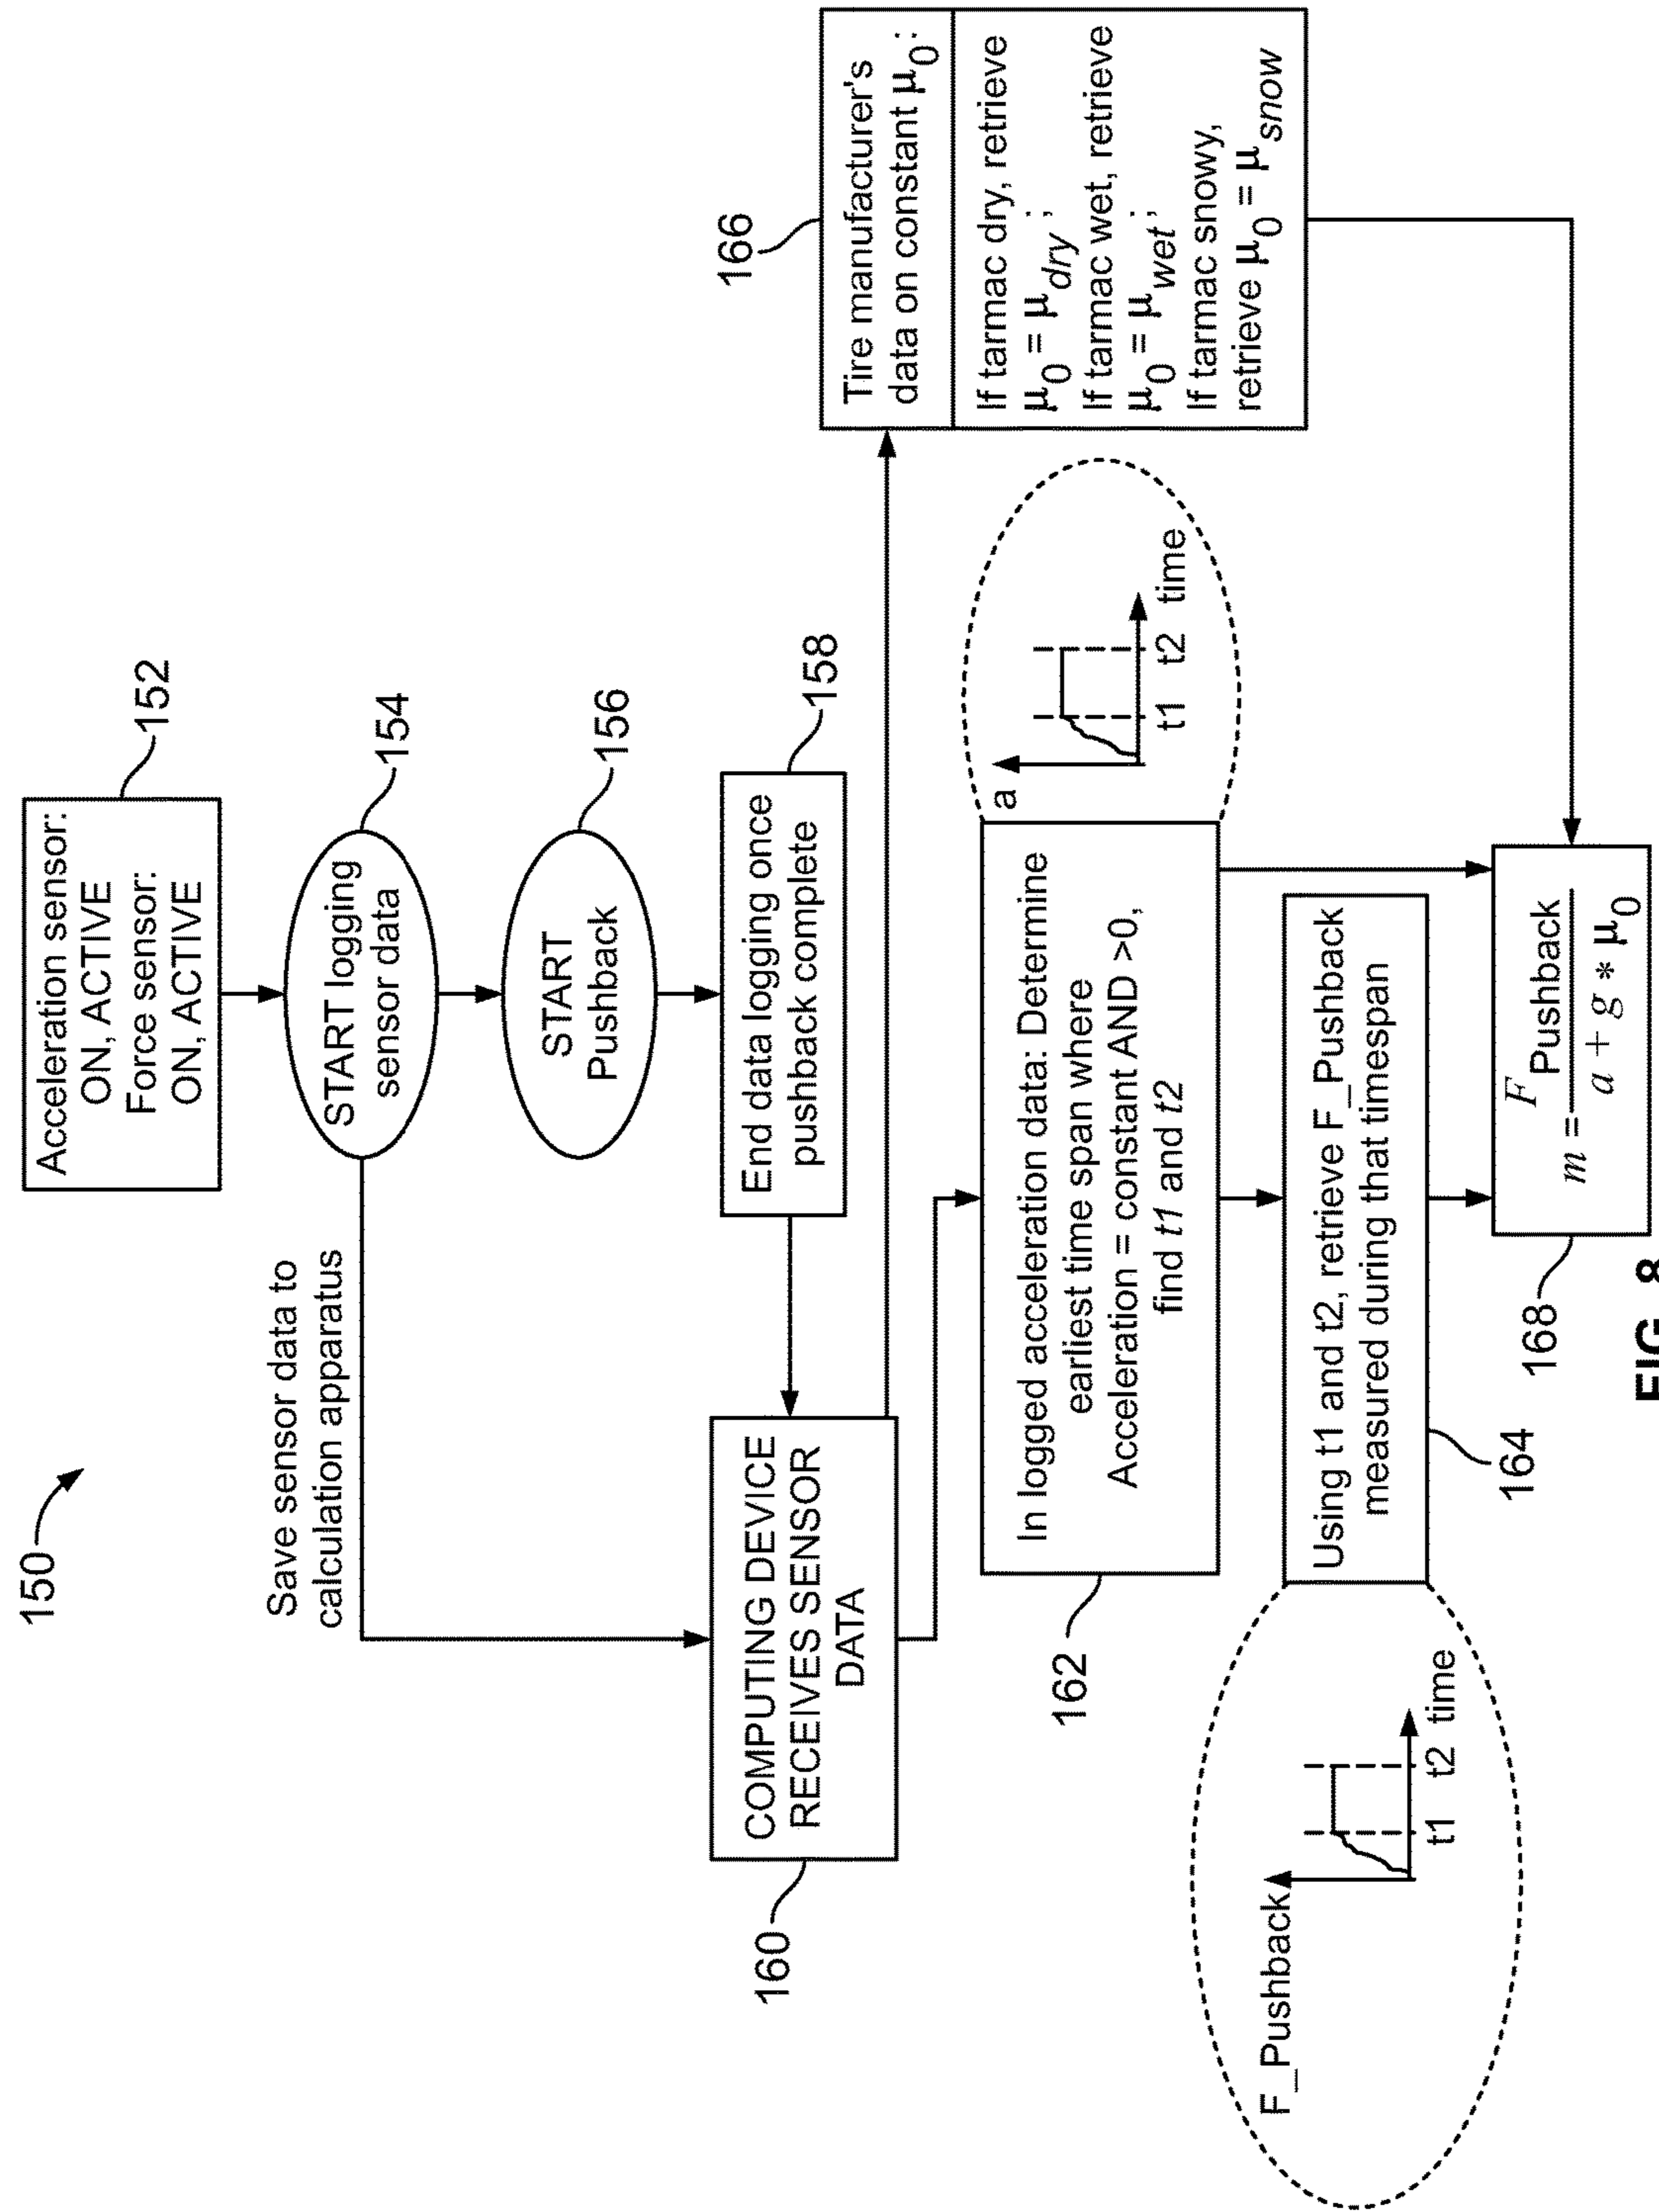 150
Acceleration sensor:
ON, ACTIVE
Force sensor:
ON, ACTIVE
152
START logging
sensor data
154
Save sensor data to
calculation apparatus
START
Pushback
156
End data logging once
pushback complete
158
COMPUTING DEVICE
RECEIVES SENSOR
DATA
160
166
Tire manufacturer's
data on constant μ0:
If tarmac dry, retrieve
μ0 = μdry;
If tarmac wet, retrieve
μ0 = μwet;
If tarmac snowy,
retrieve μ0 = μsnow
In logged acceleration data: Determine
earliest time span where
Acceleration = constant AND >0,
find t1 and t2
162
a
t1 t2 time
Using t1 and t2, retrieve F_Pushback
measured during that timespan
164
F_Pushback
t1 t2 time
m = FPushback / a + g * μ0
168
FIG. 8